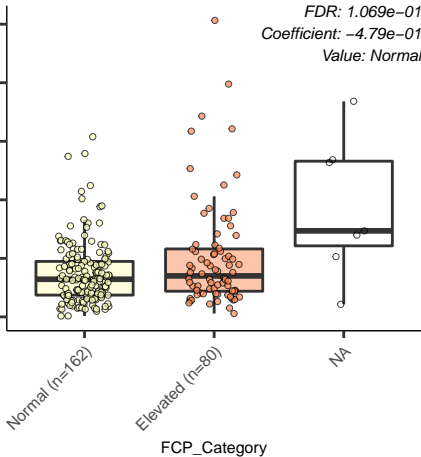 FDR: 1.069e−01
Coefficient: −4.79e−01
Value: Normal
Normal (n=162)
Elevated (n=80)
NA
FCP_Category